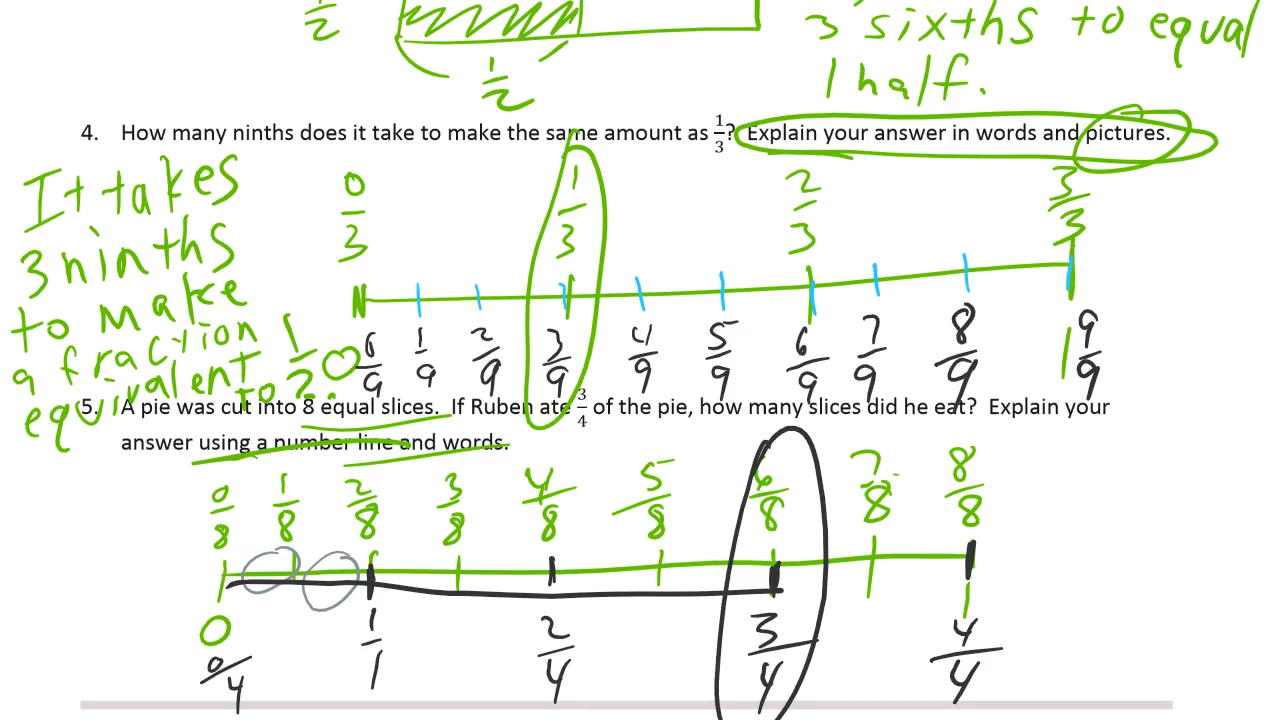 1/2
1/2
3 sixths to equal
1 half.
4. How many ninths does it take to make the same amount as 1/3? Explain your answer in words and pictures.
It takes
3 ninths
to make
a fraction
equivalent to 1/2.
0/3 1/3 2/3 3/3
0 0/9 1/9 2/9 3/9 4/9 5/9 6/9 7/9 8/9 1 9/9
5. A pie was cut into 8 equal slices. If Ruben ate 3/4 of the pie, how many slices did he eat? Explain your
answer using a number line and words.
0/8 1/8 2/8 3/8 4/8 5/8 6/8 7/8 8/8
0
0/4 1/1 2/4 3/4 4/4